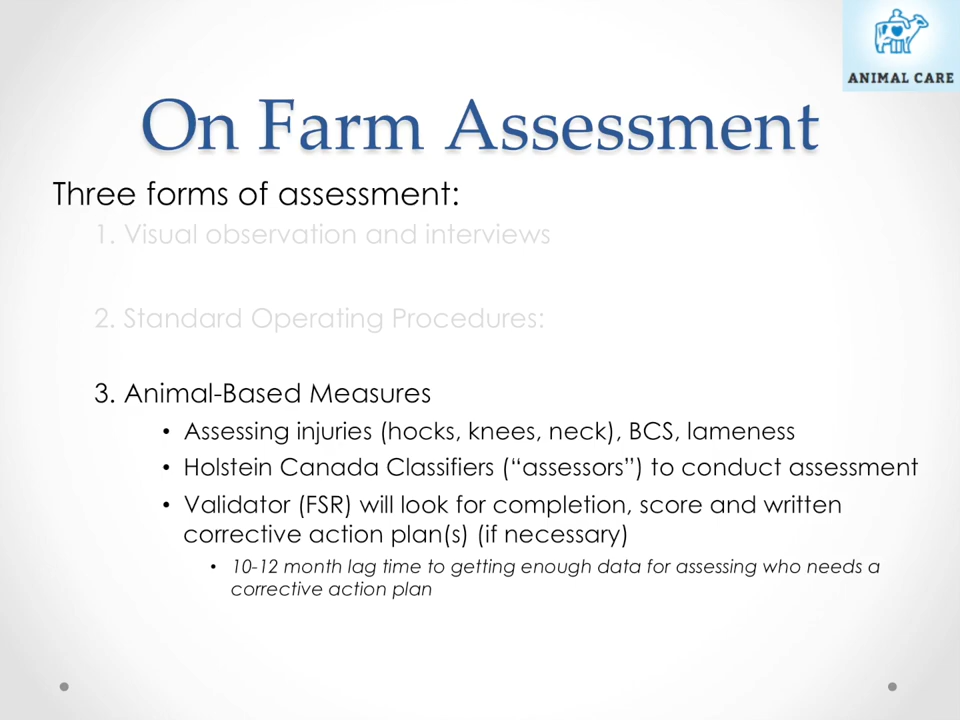 ANIMAL CARE
On Farm Assessment
Three forms of assessment:
1. Visual observation and interviews
2. Standard Operating Procedures:
3. Animal-Based Measures
• Assessing injuries (hocks, knees, neck), BCS, lameness
• Holstein Canada Classifiers (“assessors”) to conduct assessment
• Validator (FSR) will look for completion, score and written
corrective action plan(s) (if necessary)
• 10-12 month lag time to getting enough data for assessing who needs a
corrective action plan